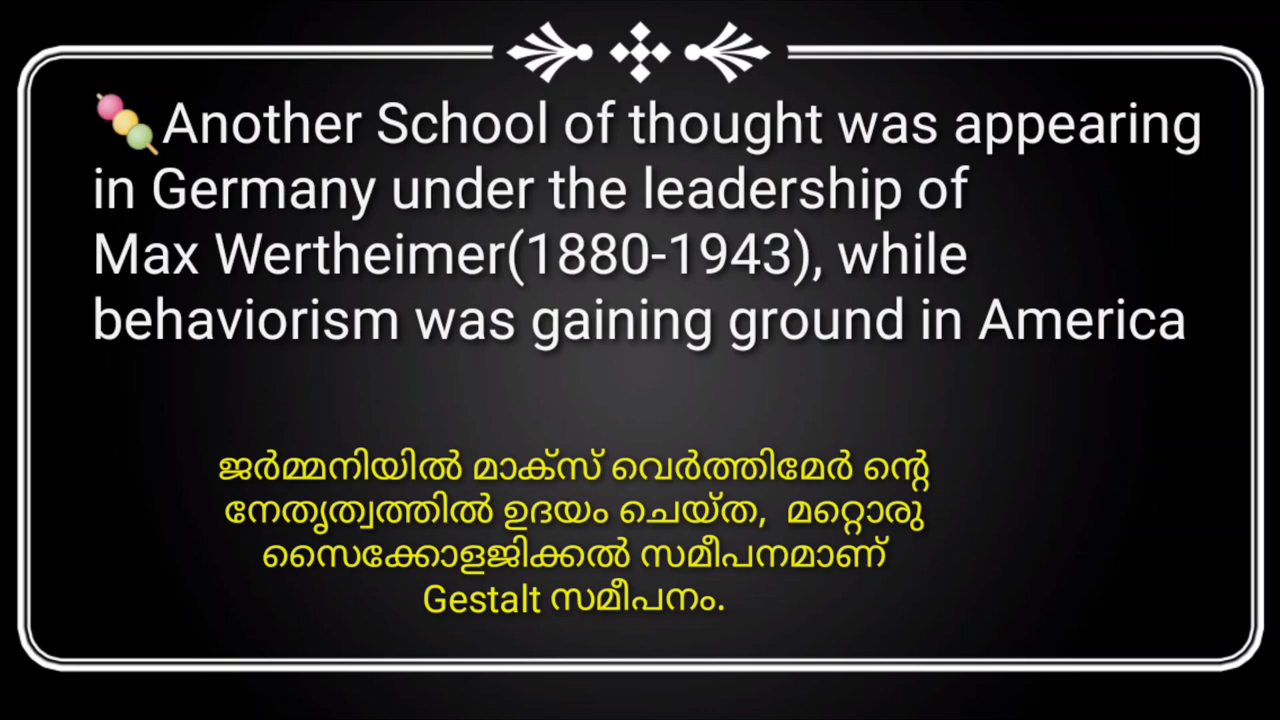 🍡Another School of thought was appearing
in Germany under the leadership of
Max Wertheimer(1880-1943), while
behaviorism was gaining ground in America
ജർമ്മനിയിൽ മാക്സ് വെർത്തിമേർ ന്റെ
നേതൃത്വത്തിൽ ഉദയം ചെയ്ത, മറ്റൊരു
സൈക്കോളജിക്കൽ സമീപനമാണ്
Gestalt സമീപനം.